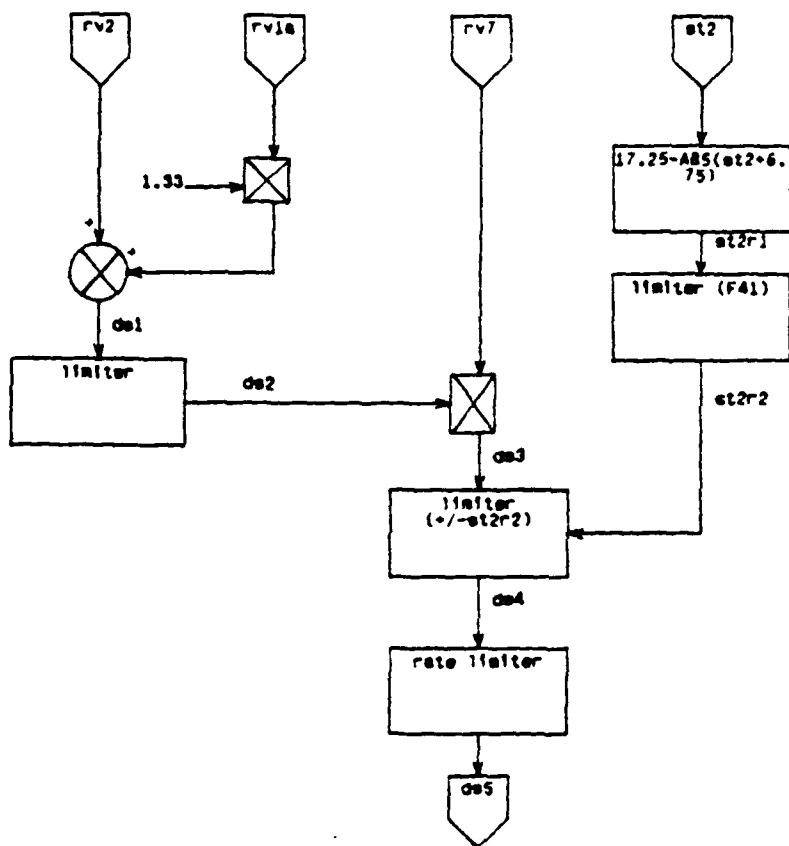 rv2
rv1a
rv7
st2
1.33
17.25-ABS(st2+6.
75)
+
+
st2r1
limiter (F41)
ds1
limiter
ds2
st2r2
ds3
limiter
(+/-st2r2)
ds4
rate limiter
ds5